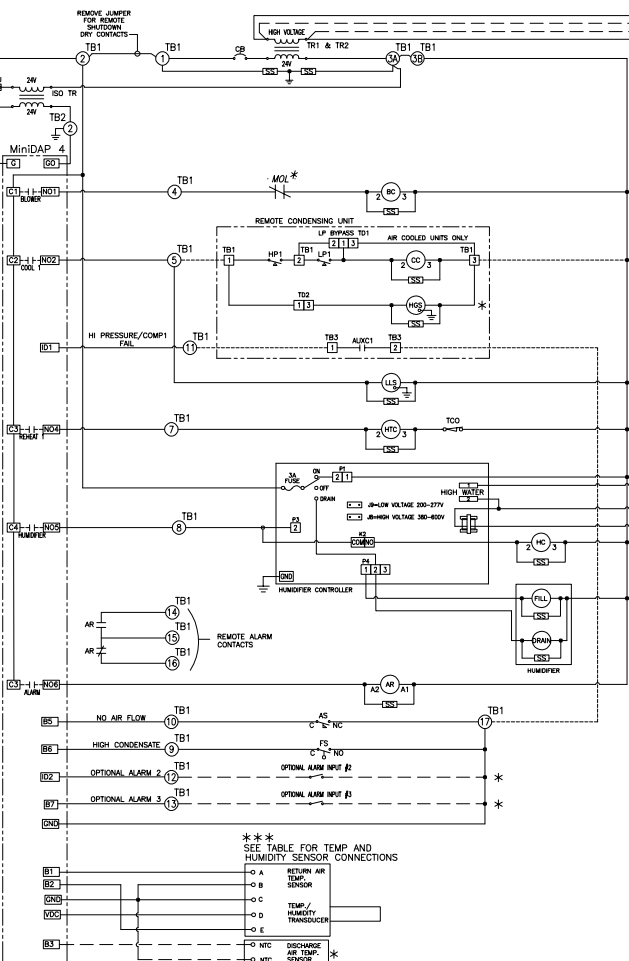 REMOVE JUMPER
FOR REMOTE
SHUTDOWN
DRY CONTACTS
HIGH VOLTAGE
TR1 & TR2
TB1
TB1
CB
TB1
TB1
2
1
24V
3A
3B
SS
SS
24V
ISO TR
24V
TB2
2
MiniDAP 4
G
GO
TB1
MOL*
C1
NO1
BLOWER
4
2
BC
3
SS
REMOTE CONDENSING UNIT
LP BYPASS TD1
2 1 3
AIR COOLED UNITS ONLY
TB1
TB1
HP1
TB1
LP1
TB1
C2
NO2
COOL 1
5
1
2
2
CC
3
3
SS
TD2
1 3
HGS
*
SS
HI PRESSURE/COMP1
FAIL
TB1
TB3
AUXC1
TB3
ID1
11
1
2
LLS
SS
TB1
TCO
C3
NO4
REHEAT 1
7
2
HTC
3
SS
3A
FUSE
ON
P1
2 1
OFF
DRAIN
HIGH WATER
1
2
J9=LOW VOLTAGE 200-277V
J8=HIGH VOLTAGE 380-600V
TB1
P3
2
C4
NO5
HUMIDIFIER
8
K2
COM NO
2
HC
3
SS
P4
1 2 3
GND
HUMIDIFIER CONTROLLER
FILL
SS
DRAIN
SS
HUMIDIFIER
TB1
14
AR
TB1
15
REMOTE ALARM
CONTACTS
AR
TB1
16
C3
NO6
ALARM
A2
AR
A1
SS
TB1
TB1
B5
NO AIR FLOW
10
AS
C
NC
17
TB1
B6
HIGH CONDENSATE
9
FS
C
NO
TB1
ID2
OPTIONAL ALARM 2
12
OPTIONAL ALARM INPUT #2
*
TB1
B7
OPTIONAL ALARM 3
13
OPTIONAL ALARM INPUT #3
*
GND
***
SEE TABLE FOR TEMP AND
HUMIDITY SENSOR CONNECTIONS
B1
A
RETURN AIR
TEMP.
SENSOR
B2
B
GND
C
TEMP./
HUMIDITY
TRANSDUCER
VDC
D
E
B3
NTC
DISCHARGE
AIR TEMP.
SENSOR
*
NTC